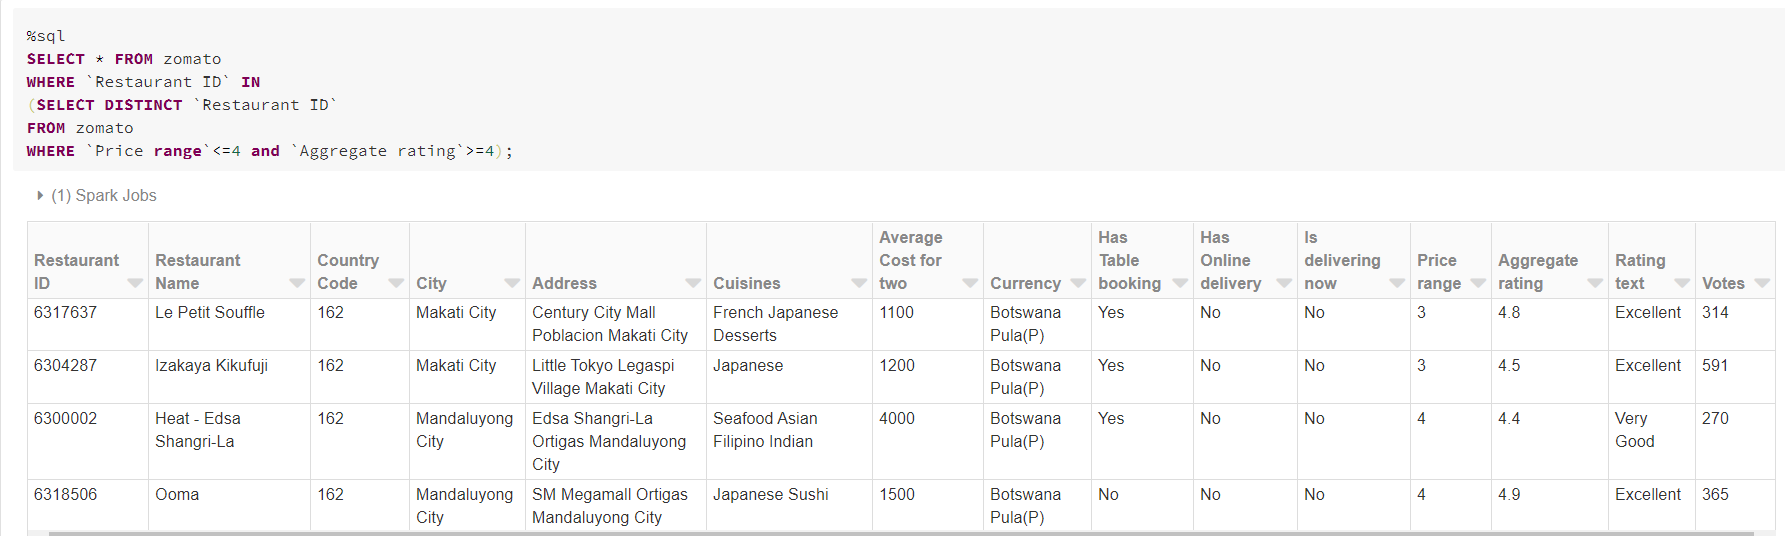 %sql
SELECT * FROM zomato
WHERE `Restaurant ID` IN
(SELECT DISTINCT `Restaurant ID`
FROM zomato
WHERE `Price range`<=4 and `Aggregate rating`>=4);
(1) Spark Jobs
Restaurant ID Restaurant Name Country Code City Address Cuisines Average Cost for two Currency Has Table booking Has Online delivery Is delivering now Price range Aggregate rating Rating text Votes
6317637 Le Petit Souffle 162 Makati City Century City Mall Poblacion Makati City French Japanese Desserts 1100 Botswana Pula(P) Yes No No 3 4.8 Excellent 314
6304287 Izakaya Kikufuji 162 Makati City Little Tokyo Legaspi Village Makati City Japanese 1200 Botswana Pula(P) Yes No No 3 4.5 Excellent 591
6300002 Heat - Edsa Shangri-La 162 Mandaluyong City Edsa Shangri-La Ortigas Mandaluyong City Seafood Asian Filipino Indian 4000 Botswana Pula(P) Yes No No 4 4.4 Very Good 270
6318506 Ooma 162 Mandaluyong City SM Megamall Ortigas Mandaluyong City Japanese Sushi 1500 Botswana Pula(P) No No No 4 4.9 Excellent 365